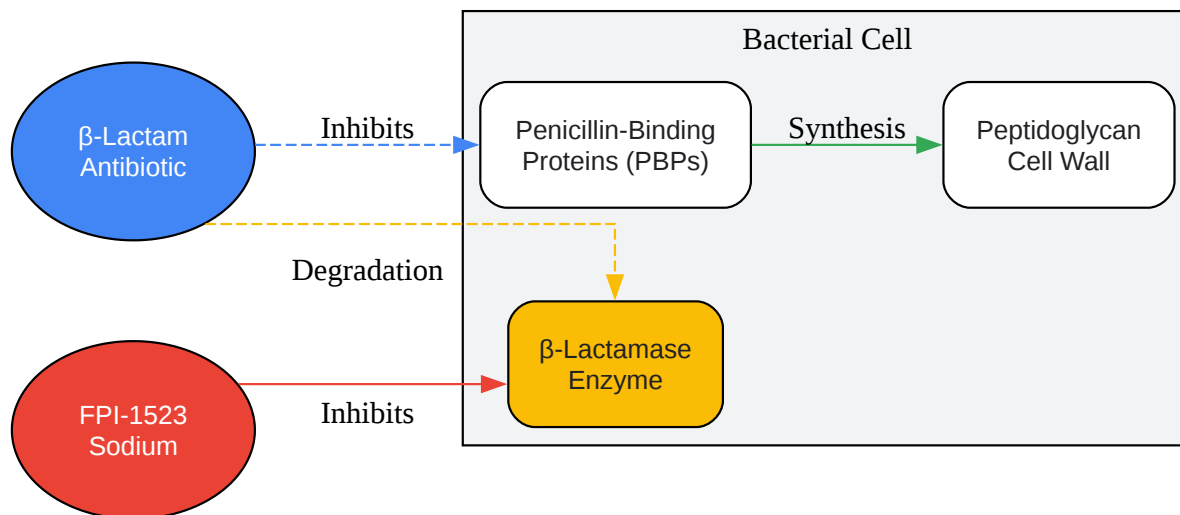 Bacterial Cell
β-Lactam
Antibiotic
Inhibits
Penicillin-Binding
Proteins (PBPs)
Synthesis
Peptidoglycan
Cell Wall
Degradation
β-Lactamase
Enzyme
FPI-1523
Sodium
Inhibits